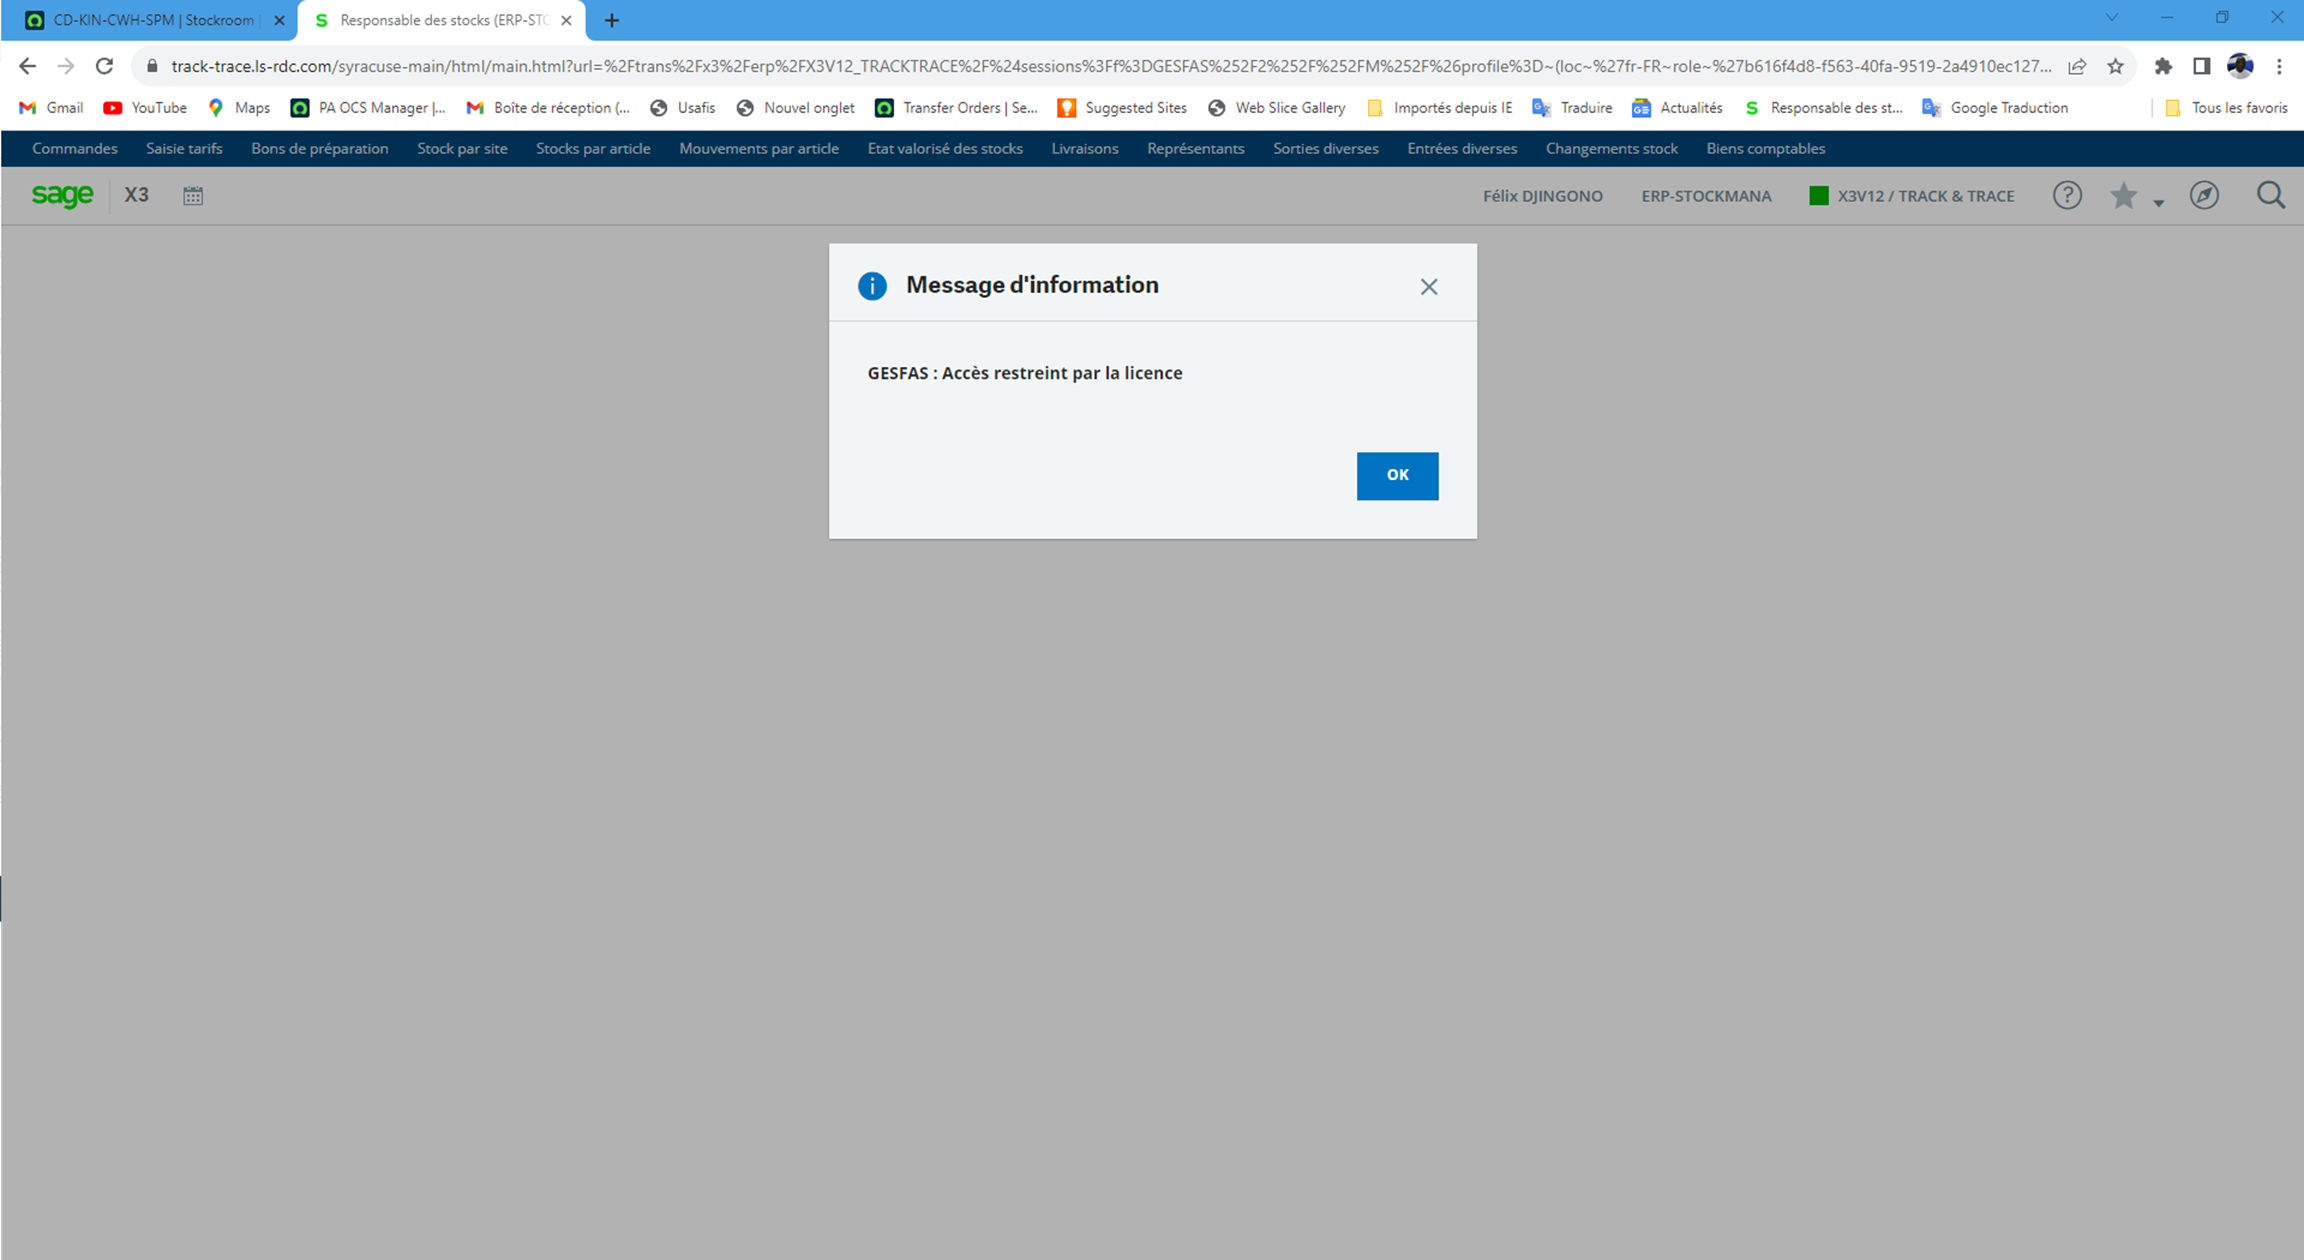 CD-KIN-CWH-SPM | Stockroom
Responsable des stocks (ERP-STO
track-trace.ls-rdc.com/syracuse-main/html/main.html?url=%2Ftrans%2Fx3%2Ferp%2FX3V12_TRACKTRACE%2F%24sessions%3Ff%3DGESFAS%252F2%252F%252FM%252F%26profile%3D~(loc~%27fr-FR~role~%27b616f4d8-f563-40fa-9519-2a4910ec127...
Gmail YouTube Maps PA OCS Manager |... Boîte de réception (... Usafis Nouvel onglet Transfer Orders | Se... Suggested Sites Web Slice Gallery Importés depuis IE Traduire Actualités Responsable des st... Google Traduction Tous les favoris
Commandes Saisie tarifs Bons de préparation Stock par site Stocks par article Mouvements par article Etat valorisé des stocks Livraisons Représentants Sorties diverses Entrées diverses Changements stock Biens comptables
sage X3 Félix DJINGONO ERP-STOCKMANA X3V12 / TRACK & TRACE
Message d'information
GESFAS : Accès restreint par la licence
OK